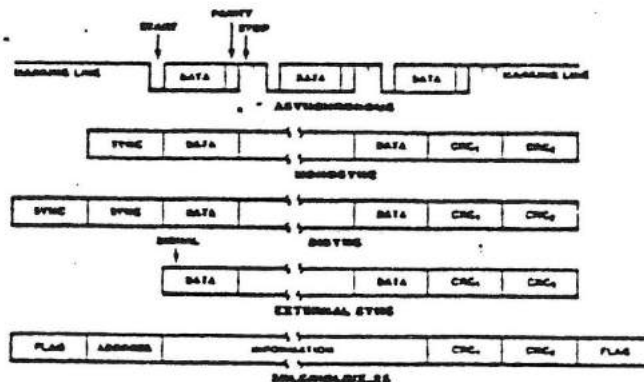 PARITY
START STOP
MARKING LINE DATA DATA DATA MARKING LINE
ASYNCHRONOUS
SYNC DATA DATA CRC₁ CRC₂
MONOSYNC
SYNC SYNC DATA DATA CRC₁ CRC₂
BISYNC
SIGNAL
DATA DATA CRC₁ CRC₂
EXTERNAL SYNC
FLAG ADDRESS INFORMATION CRC₁ CRC₂ FLAG